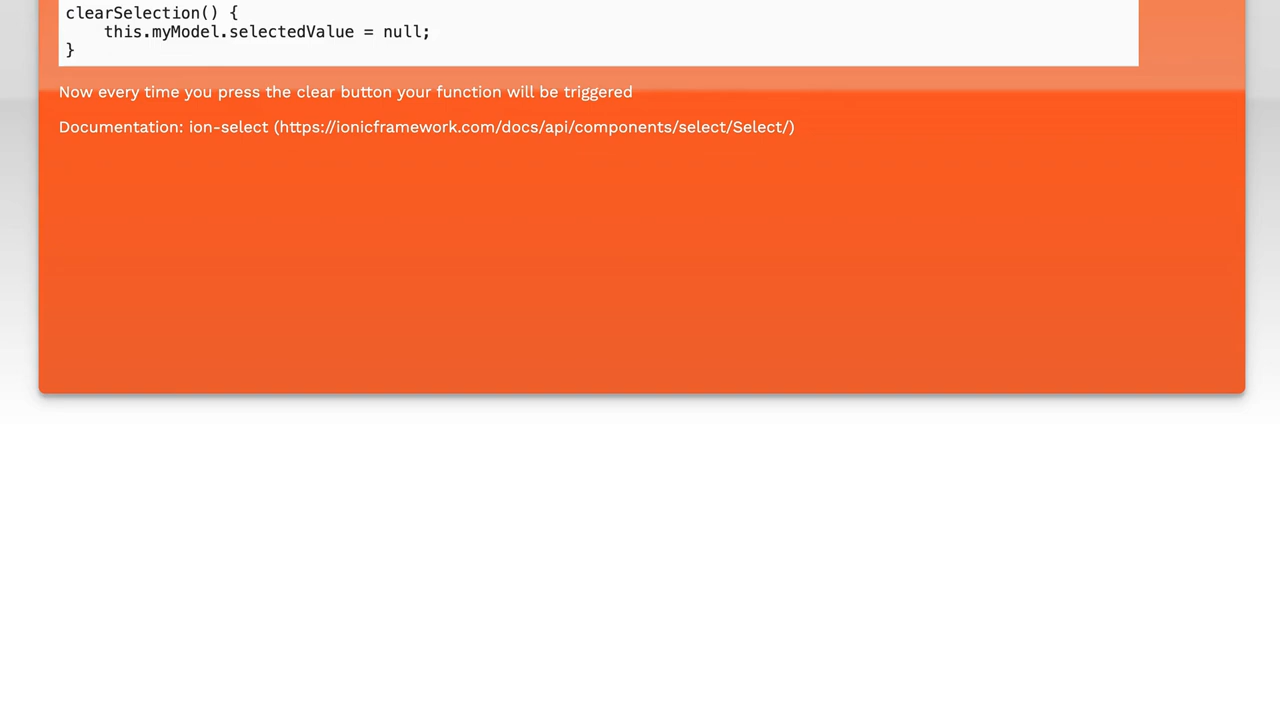 clearSelection() {
    this.myModel.selectedValue = null;
}
Now every time you press the clear button your function will be triggered
Documentation: ion-select (https://ionicframework.com/docs/api/components/select/Select/)